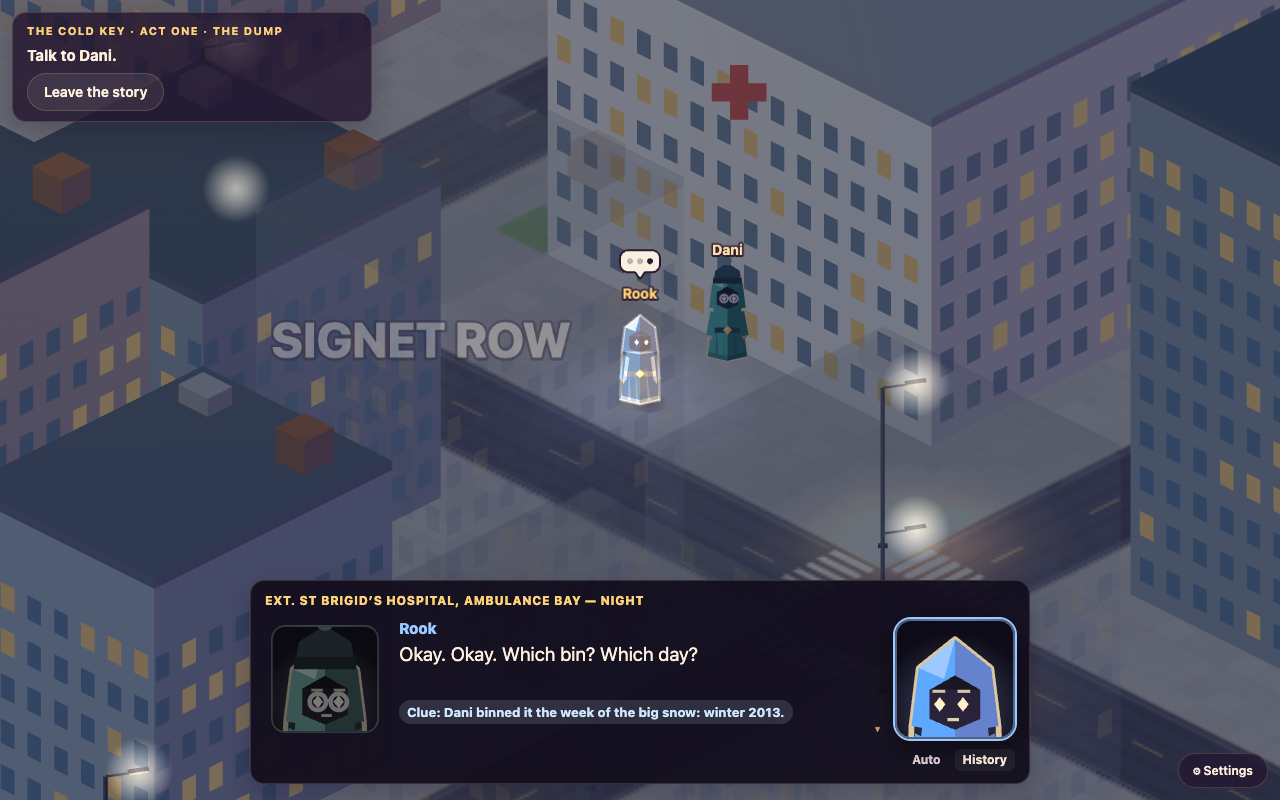 THE COLD KEY · ACT ONE · THE DUMP
Talk to Dani.
Leave the story
Dani
Rook
SIGNET ROW
EXT. ST BRIGID’S HOSPITAL, AMBULANCE BAY — NIGHT
Rook
Okay. Okay. Which bin? Which day?
Clue: Dani binned it the week of the big snow: winter 2013.
Auto
History
Settings